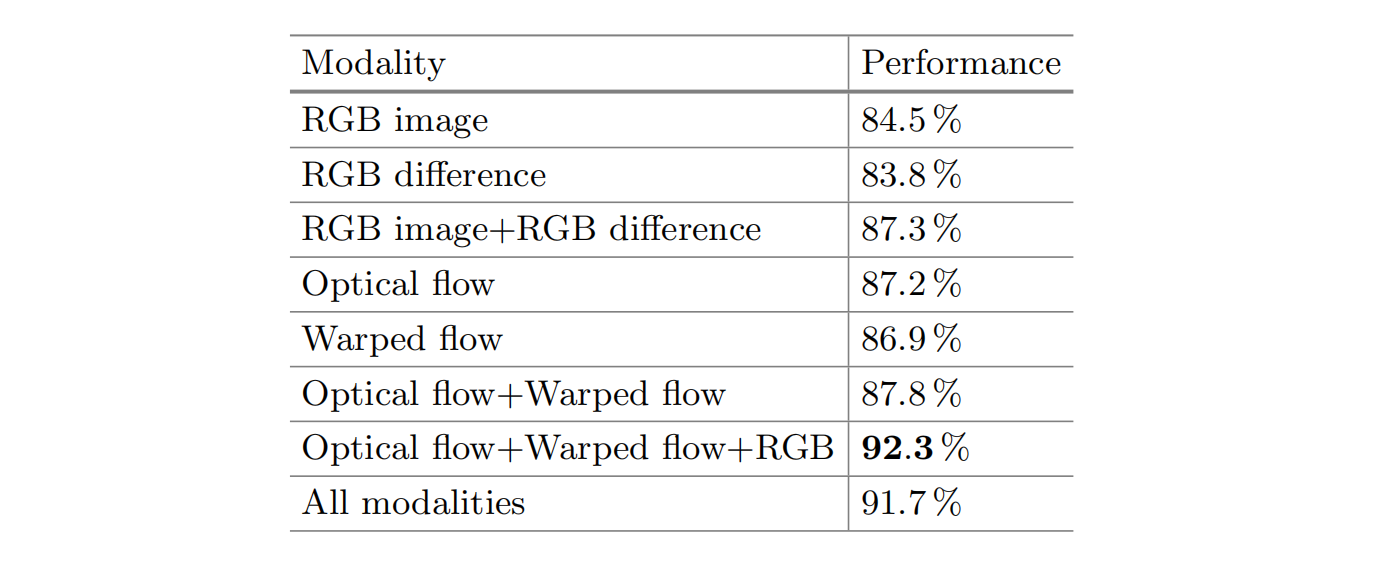 Modality Performance
RGB image 84.5 %
RGB difference 83.8 %
RGB image+RGB difference 87.3 %
Optical flow 87.2 %
Warped flow 86.9 %
Optical flow+Warped flow 87.8 %
Optical flow+Warped flow+RGB 92.3 %
All modalities 91.7 %